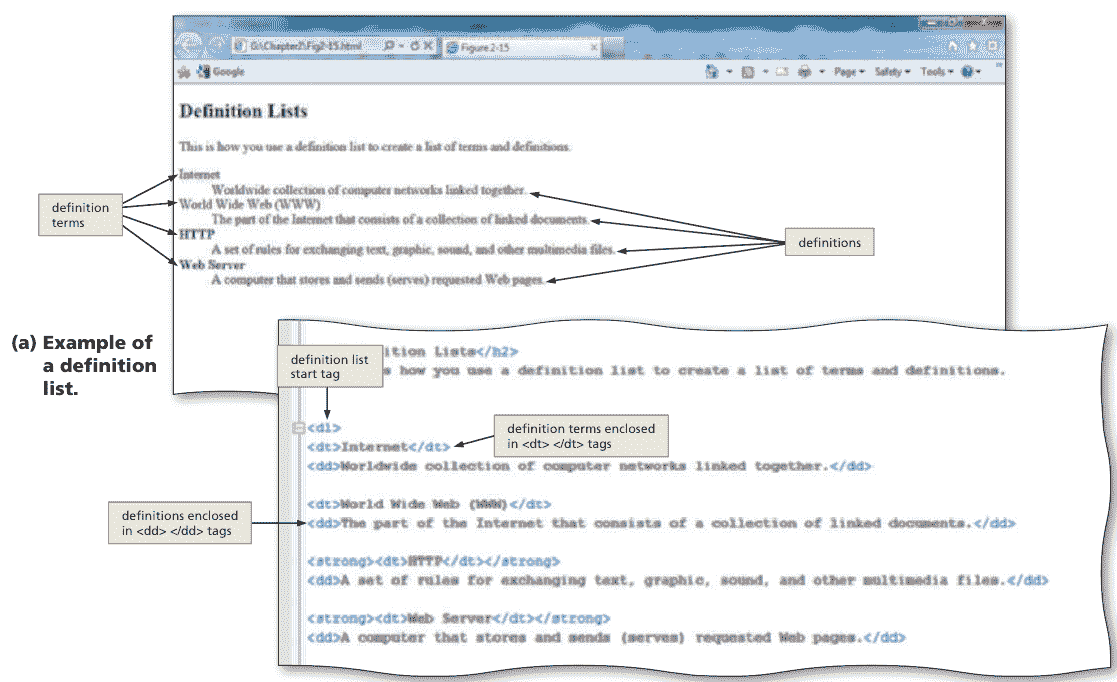 G:\Chapter2\Fig2-15.html
Figure 2-15
Google
Page
Safety
Tools
Definition Lists
This is how you use a definition list to create a list of terms and definitions.
Internet
Worldwide collection of computer networks linked together.
World Wide Web (WWW)
The part of the Internet that consists of a collection of linked documents.
HTTP
A set of rules for exchanging text, graphic, sound, and other multimedia files.
Web Server
A computer that stores and sends (serves) requested Web pages.
definition
terms
definitions
(a) Example of
a definition
list.
definition list
start tag
ition Lists</h2>
s how you use a definition list to create a list of terms and definitions.
<dl>
<dt>Internet</dt>
<dd>Worldwide collection of computer networks linked together.</dd>
definition terms enclosed
in <dt> </dt> tags
<dt>World Wide Web (WWW)</dt>
<dd>The part of the Internet that consists of a collection of linked documents.</dd>
definitions enclosed
in <dd> </dd> tags
<strong><dt>HTTP</dt></strong>
<dd>A set of rules for exchanging text, graphic, sound, and other multimedia files.</dd>
<strong><dt>Web Server</dt></strong>
<dd>A computer that stores and sends (serves) requested Web pages.</dd>